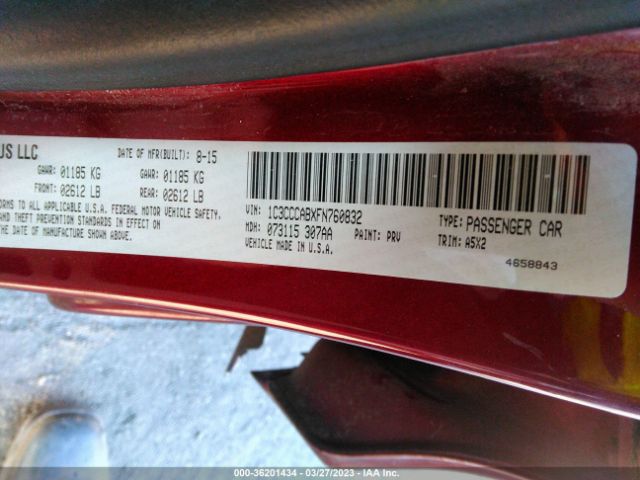 US LLC
DATE OF MFR(BUILT): 8-15
GAWR: 01185 KG GAWR: 01185 KG
FRONT: 02612 LB REAR: 02612 LB
ORMS TO ALL APPLICABLE U.S.A. FEDERAL MOTOR VEHICLE SAFETY,
AND THEFT PREVENTION STANDARDS IN EFFECT ON
DATE OF MANUFACTURE SHOWN ABOVE.
VIN: 1C3CCCABXFN760832 TYPE: PASSENGER CAR
MDH: 073115 307AA PAINT: PRV TRIM: A5X2
VEHICLE MADE IN U.S.A.
4658843
000-36201434 — 03/27/2023 — IAA Inc.